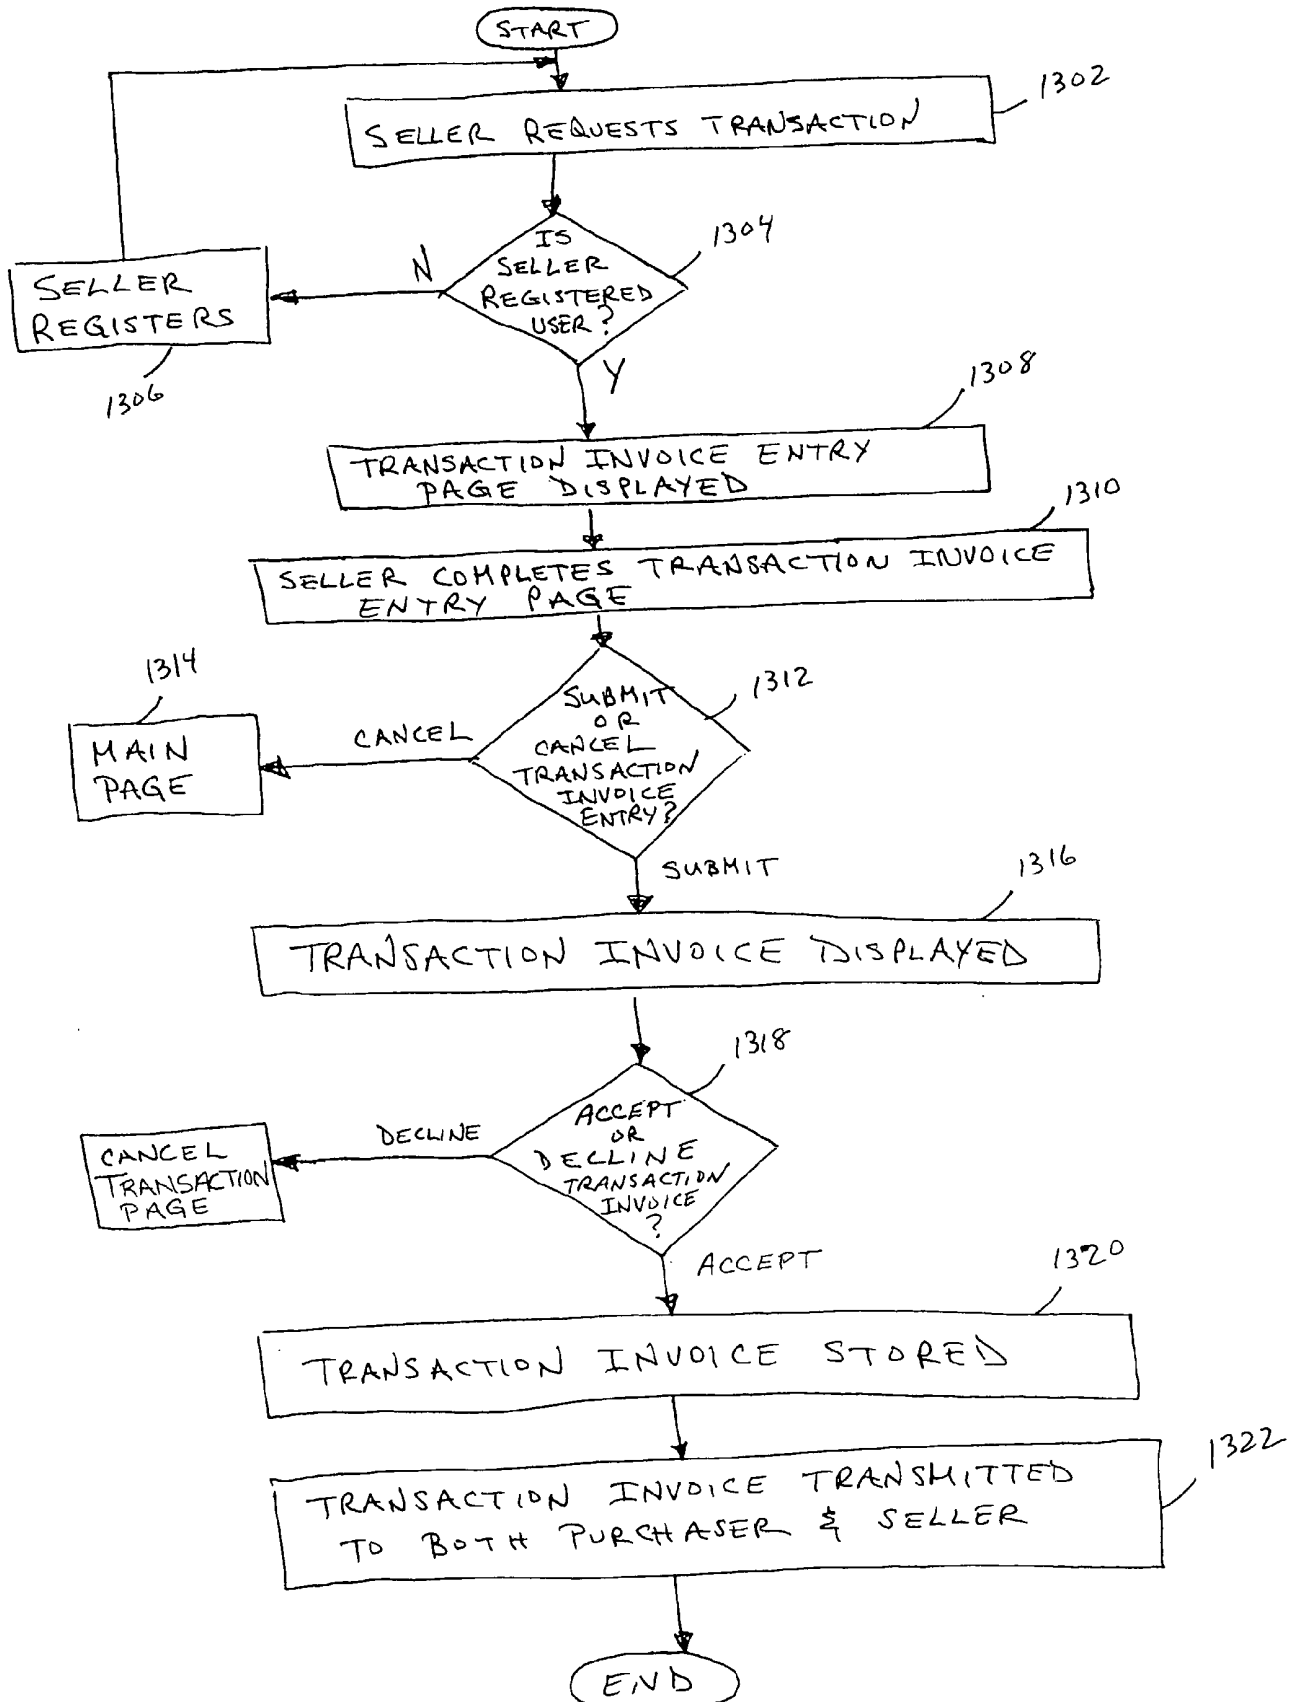 START
1302
SELLER REQUESTS TRANSACTION
1304
IS
SELLER
REGISTERED
USER?
N
SELLER
REGISTERS
1306
Y
1308
TRANSACTION INVOICE ENTRY
PAGE DISPLAYED
1310
SELLER COMPLETES TRANSACTION INVOICE
ENTRY PAGE
1314
1312
SUBMIT
OR
CANCEL
TRANSACTION
INVOICE
ENTRY?
CANCEL
MAIN
PAGE
SUBMIT
1316
TRANSACTION INVOICE DISPLAYED
1318
ACCEPT
OR
DECLINE
TRANSACTION
INVOICE
?
DECLINE
CANCEL
TRANSACTION
PAGE
ACCEPT
1320
TRANSACTION INVOICE STORED
1322
TRANSACTION INVOICE TRANSMITTED
TO BOTH PURCHASER & SELLER
END